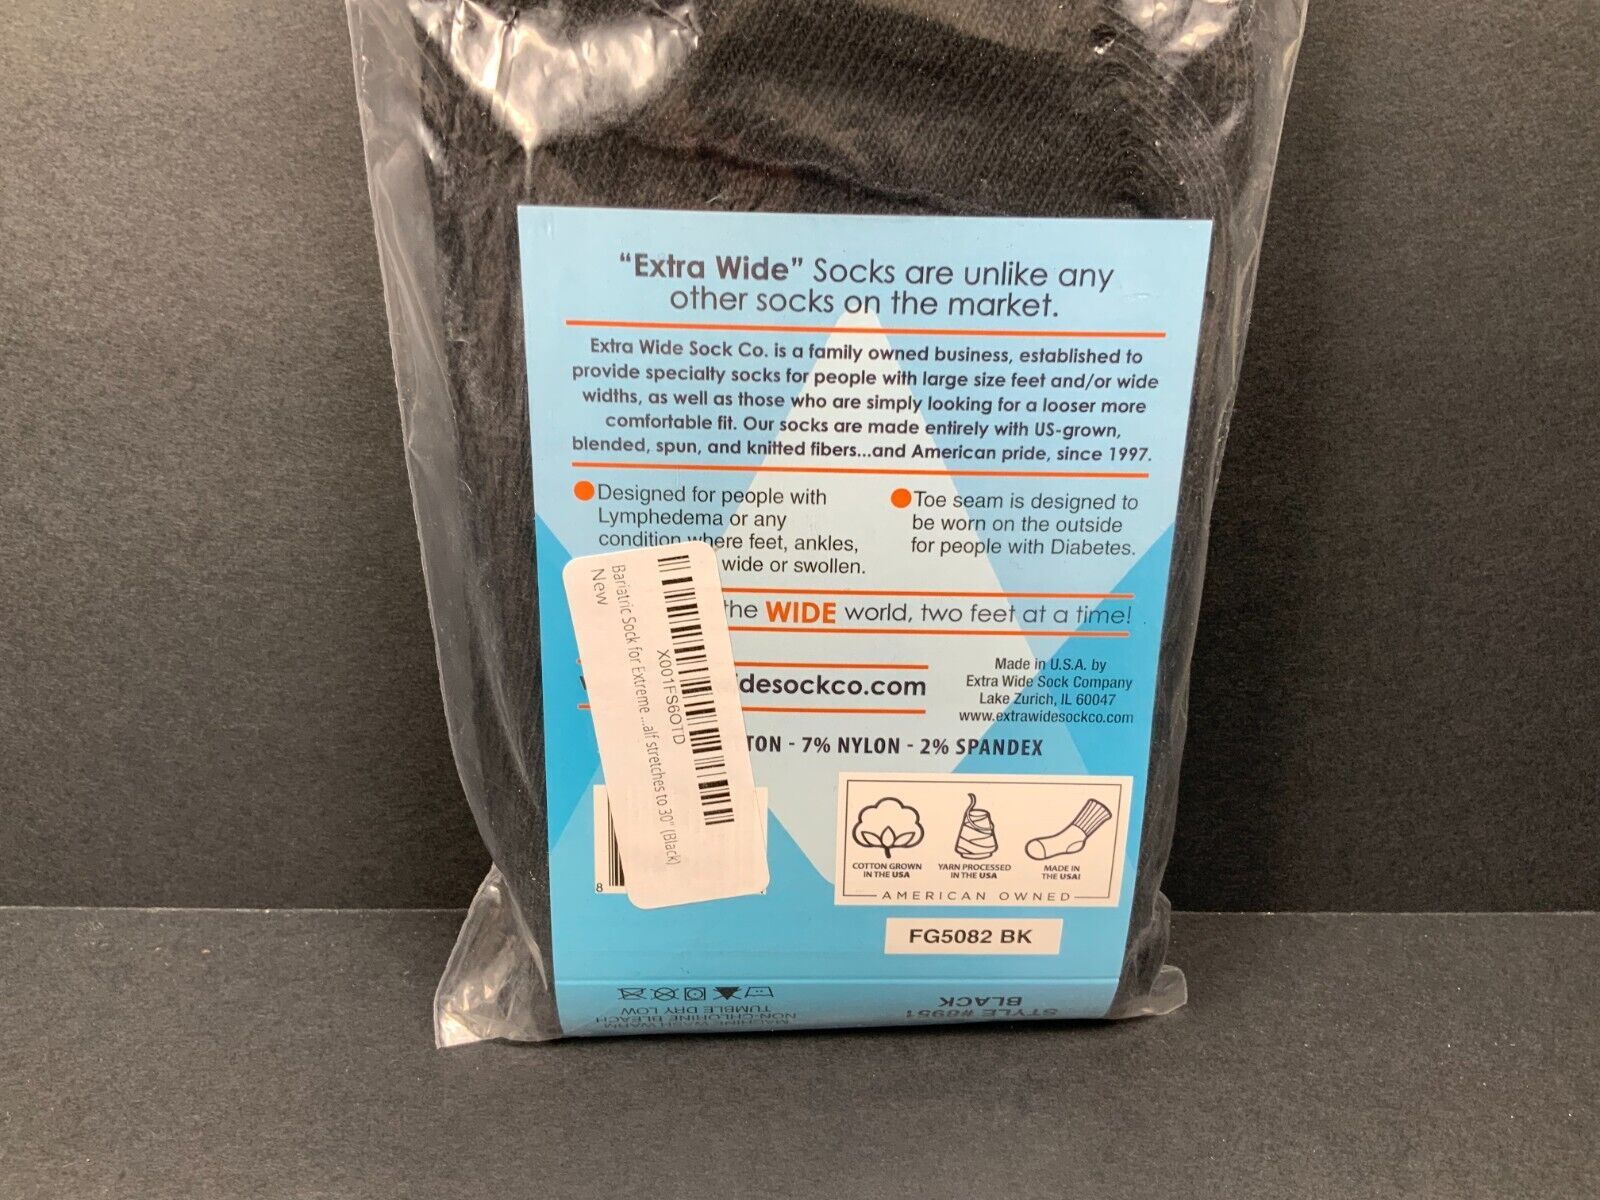 “Extra Wide” Socks are unlike any
other socks on the market.
Extra Wide Sock Co. is a family owned business, established to
provide specialty socks for people with large size feet and/or wide
widths, as well as those who are simply looking for a looser more
comfortable fit. Our socks are made entirely with US-grown,
blended, spun, and knitted fibers...and American pride, since 1997.
Designed for people with
Lymphedema or any
condition where feet, ankles,
wide or swollen.
Toe seam is designed to
be worn on the outside
for people with Diabetes.
the WIDE world, two feet at a time!
desockco.com
Made in U.S.A. by
Extra Wide Sock Company
Lake Zurich, IL 60047
www.extrawidesockco.com
TON - 7% NYLON - 2% SPANDEX
X001FS6OTD
Bariatric Sock for Extreme ...alf stretches to 30" (Black)
New
8
COTTON GROWN
IN THE USA
YARN PROCESSED
IN THE USA
MADE IN
THE USA!
AMERICAN OWNED
FG5082 BK
STYLE #6951
BLACK
MACHINE WASH WARM
NON-CHLORINE BLEACH
TUMBLE DRY LOW